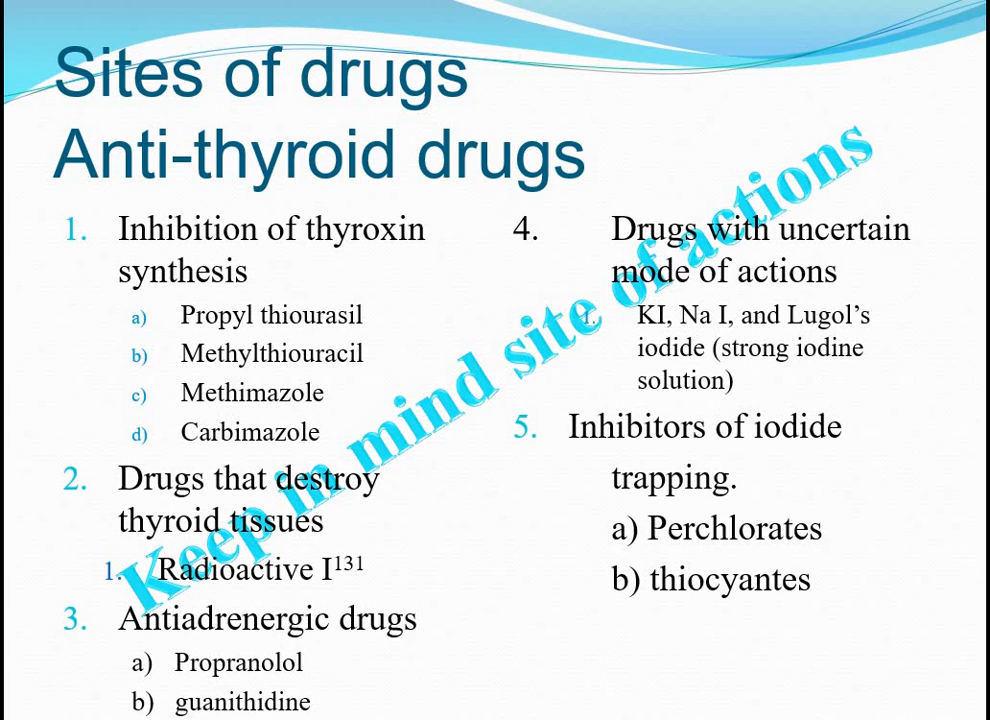 Sites of drugs
Anti-thyroid drugs
1. Inhibition of thyroxin
synthesis
a) Propyl thiourasil
b) Methylthiouracil
c) Methimazole
d) Carbimazole
2. Drugs that destroy
thyroid tissues
1. Radioactive I¹³¹
3. Antiadrenergic drugs
a) Propranolol
b) guanithidine
4. Drugs with uncertain
mode of actions
1. KI, Na I, and Lugol's
iodide (strong iodine
solution)
5. Inhibitors of iodide
trapping.
a) Perchlorates
b) thiocyantes
Keep in mind site of actions